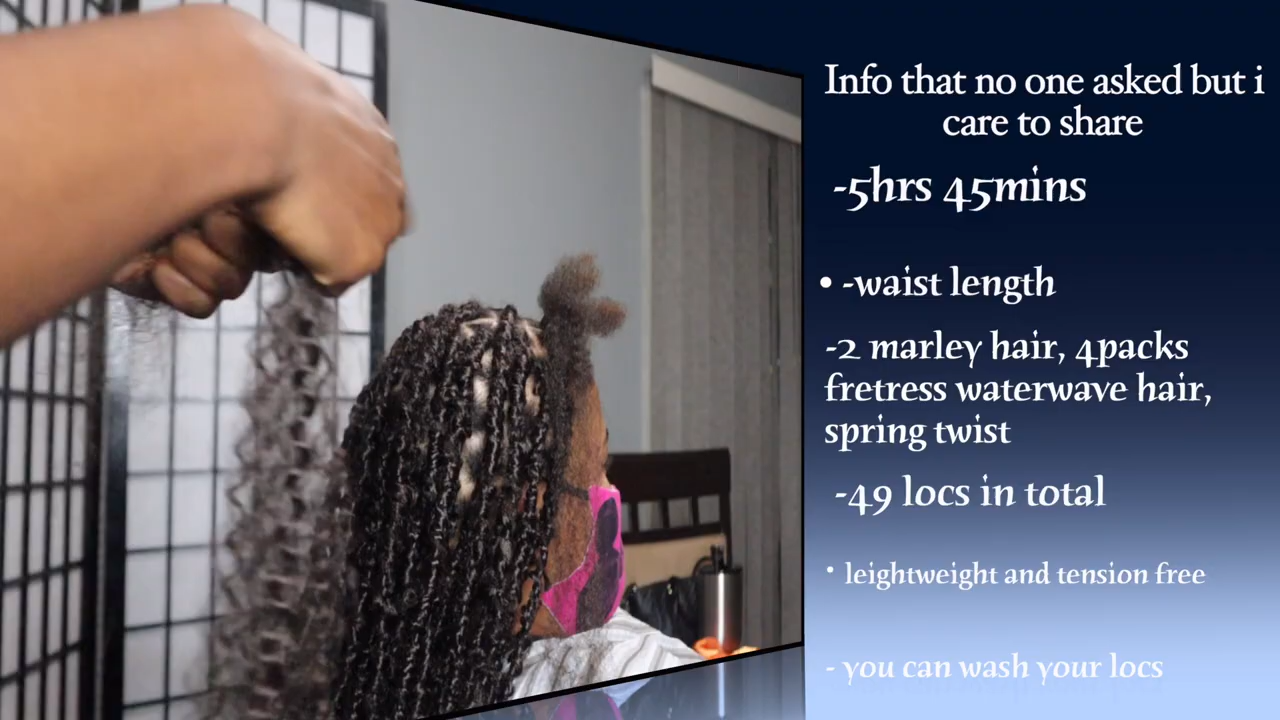 Info that no one asked but i
care to share
-5hrs 45mins
• -waist length
-2 marley hair, 4packs
fretress waterwave hair,
spring twist
-49 locs in total
• leightweight and tension free
- you can wash your locs